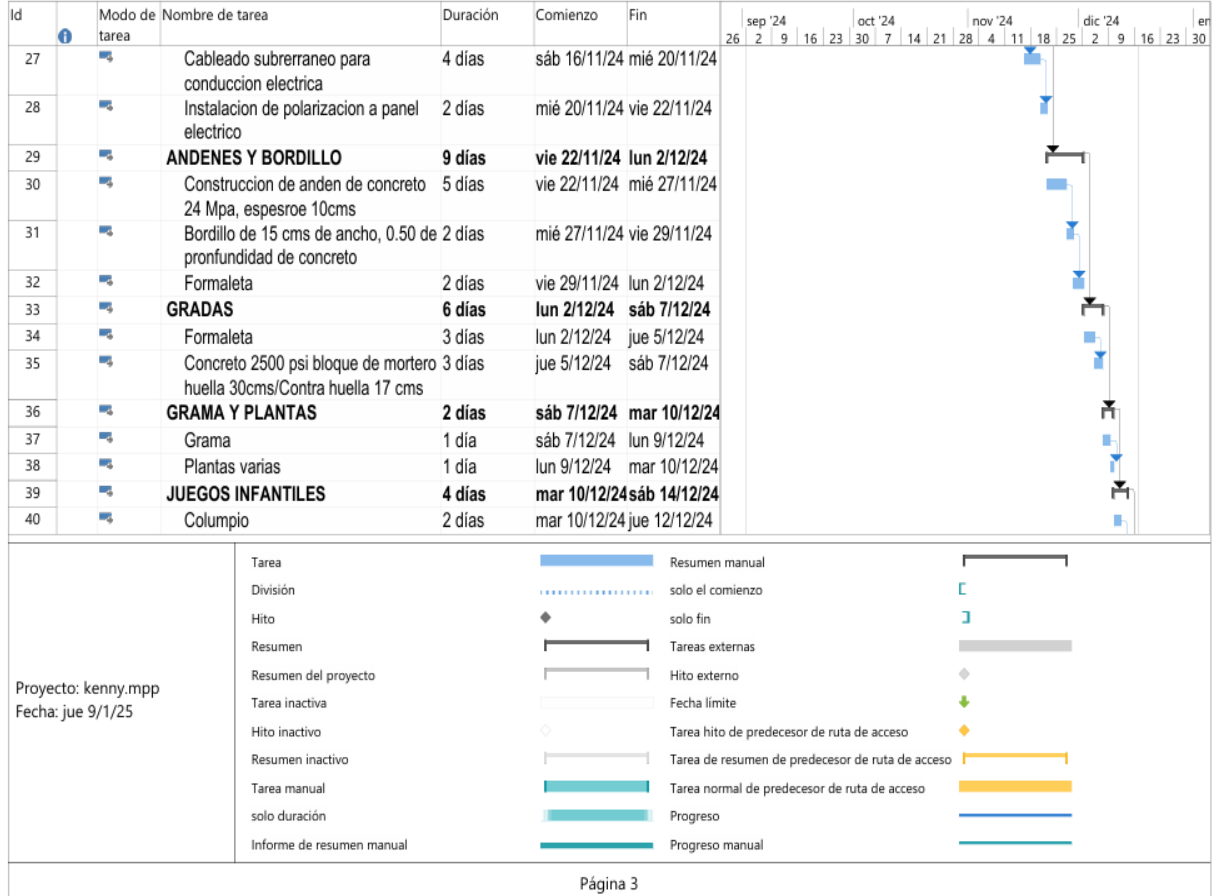 Id Modo de tarea Nombre de tarea Duración Comienzo Fin
sep '24 oct '24 nov '24 dic '24 en
26 2 9 16 23 30 7 14 21 28 4 11 18 25 2 9 16 23 30
27 Cableado subrerraneo para 4 días sáb 16/11/24 mié 20/11/24
conduccion electrica
28 Instalacion de polarizacion a panel 2 días mié 20/11/24 vie 22/11/24
electrico
29 ANDENES Y BORDILLO 9 días vie 22/11/24 lun 2/12/24
30 Construccion de anden de concreto 5 días vie 22/11/24 mié 27/11/24
24 Mpa, espesroe 10cms
31 Bordillo de 15 cms de ancho, 0.50 de 2 días mié 27/11/24 vie 29/11/24
pronfundidad de concreto
32 Formaleta 2 días vie 29/11/24 lun 2/12/24
33 GRADAS 6 días lun 2/12/24 sáb 7/12/24
34 Formaleta 3 días lun 2/12/24 jue 5/12/24
35 Concreto 2500 psi bloque de mortero 3 días jue 5/12/24 sáb 7/12/24
huella 30cms/Contra huella 17 cms
36 GRAMA Y PLANTAS 2 días sáb 7/12/24 mar 10/12/24
37 Grama 1 día sáb 7/12/24 lun 9/12/24
38 Plantas varias 1 día lun 9/12/24 mar 10/12/24
39 JUEGOS INFANTILES 4 días mar 10/12/24 sáb 14/12/24
40 Columpio 2 días mar 10/12/24 jue 12/12/24
Proyecto: kenny.mpp
Fecha: jue 9/1/25
Tarea
División
Hito
Resumen
Resumen del proyecto
Tarea inactiva
Hito inactivo
Resumen inactivo
Tarea manual
solo duración
Informe de resumen manual
Resumen manual
solo el comienzo
solo fin
Tareas externas
Hito externo
Fecha límite
Tarea hito de predecesor de ruta de acceso
Tarea de resumen de predecesor de ruta de acceso
Tarea normal de predecesor de ruta de acceso
Progreso
Progreso manual
Página 3